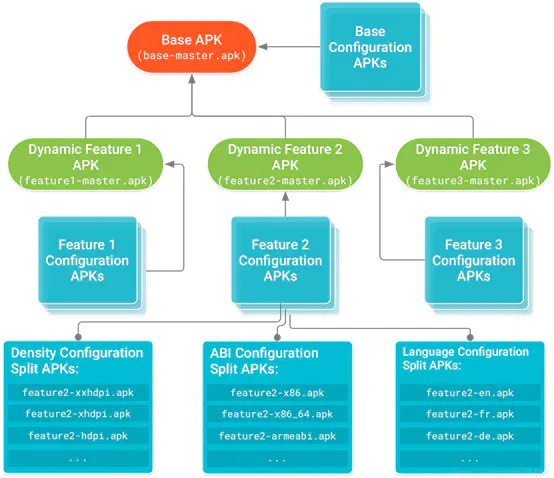 Base APK
(base-master.apk)
Base
Configuration
APKs
Dynamic Feature 1
APK
(feature1-master.apk)
Dynamic Feature 2
APK
(feature2-master.apk)
Dynamic Feature 3
APK
(feature3-master.apk)
Feature 1
Configuration
APKs
Feature 2
Configuration
APKs
Feature 3
Configuration
APKs
Density Configuration
Split APKs:
feature2-xxhdpi.apk
feature2-xhdpi.apk
feature2-hdpi.apk
...
ABI Configuration
Split APKs:
feature2-x86.apk
feature2-x86_64.apk
feature2-armeabi.apk
...
Language Configuration
Split APKs:
feature2-en.apk
feature2-fr.apk
feature2-de.apk
...